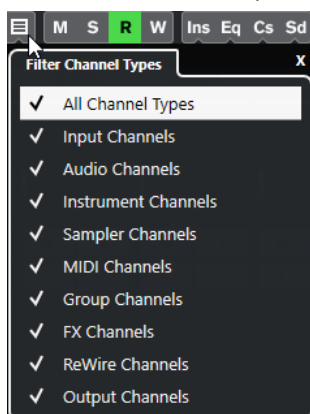 M S R W Ins Eq Cs Sd
Filter Channel Types X
All Channel Types
Input Channels
Audio Channels
Instrument Channels
Sampler Channels
MIDI Channels
Group Channels
FX Channels
ReWire Channels
Output Channels